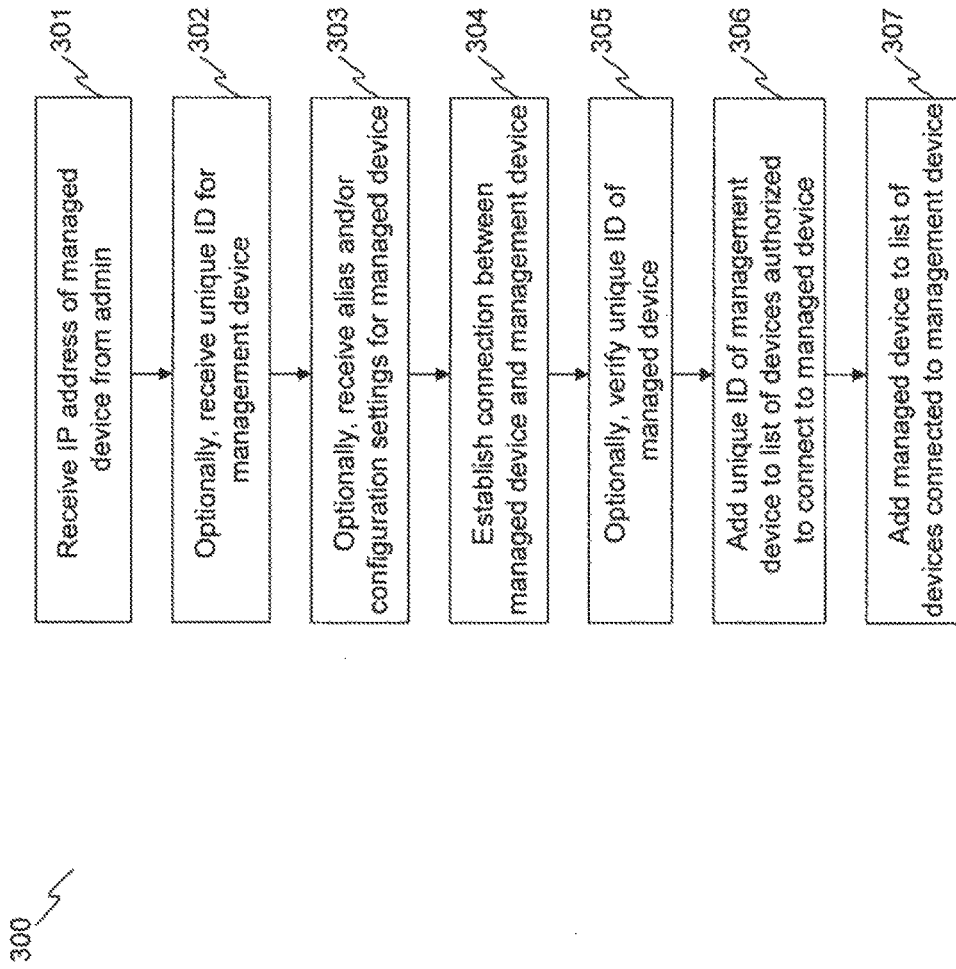 300
Receive IP address of managed
device from admin
301
Optionally, receive unique ID for
management device
302
Optionally, receive alias and/or
configuration settings for managed device
303
Establish connection between
managed device and management device
304
Optionally, verify unique ID of
managed device
305
Add unique ID of management
device to list of devices authorized
to connect to managed device
306
Add managed device to list of
devices connected to management device
307